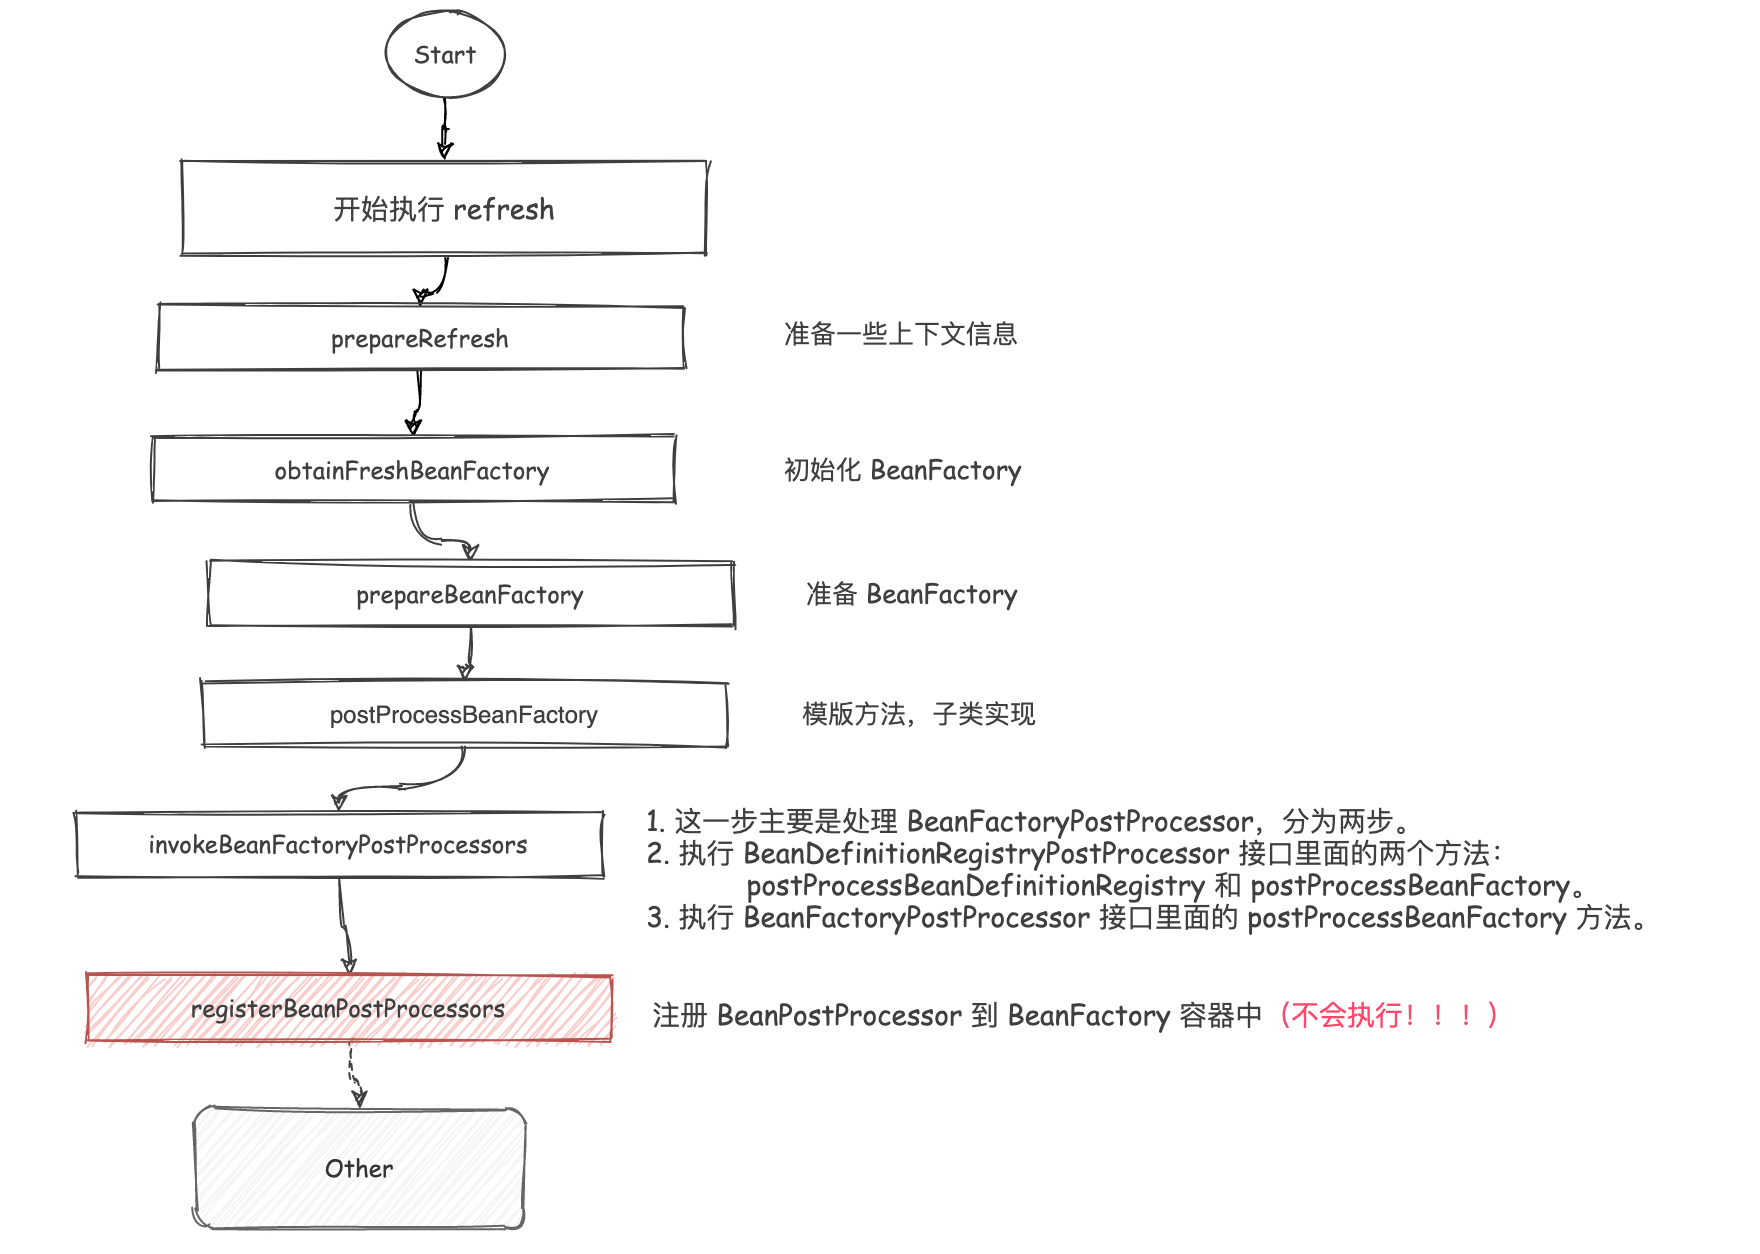 Start
开始执行 refresh
prepareRefresh
准备一些上下文信息
obtainFreshBeanFactory
初始化 BeanFactory
prepareBeanFactory
准备 BeanFactory
postProcessBeanFactory
模版方法，子类实现
invokeBeanFactoryPostProcessors
1. 这一步主要是处理 BeanFactoryPostProcessor，分为两步。
2. 执行 BeanDefinitionRegistryPostProcessor 接口里面的两个方法：
postProcessBeanDefinitionRegistry 和 postProcessBeanFactory。
3. 执行 BeanFactoryPostProcessor 接口里面的 postProcessBeanFactory 方法。
registerBeanPostProcessors
注册 BeanPostProcessor 到 BeanFactory 容器中（不会执行！！！）
Other